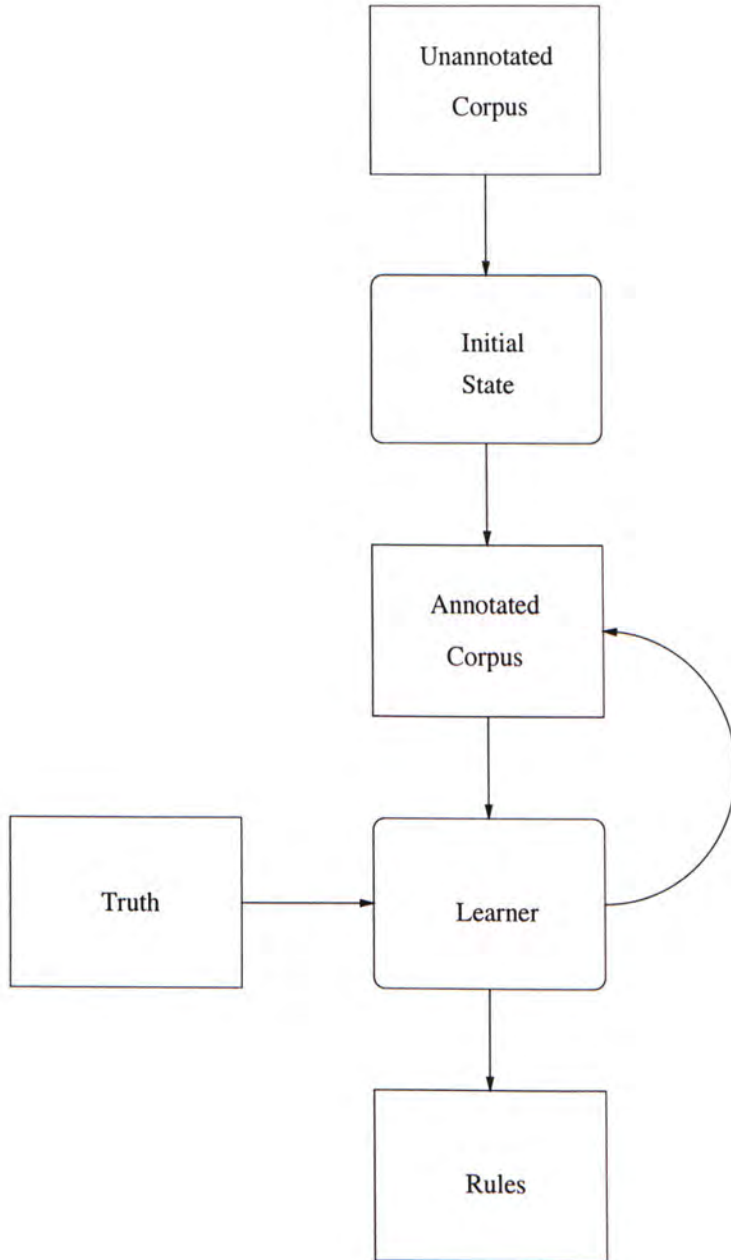 Unannotated
Corpus
Initial
State
Annotated
Corpus
Truth
Learner
Rules